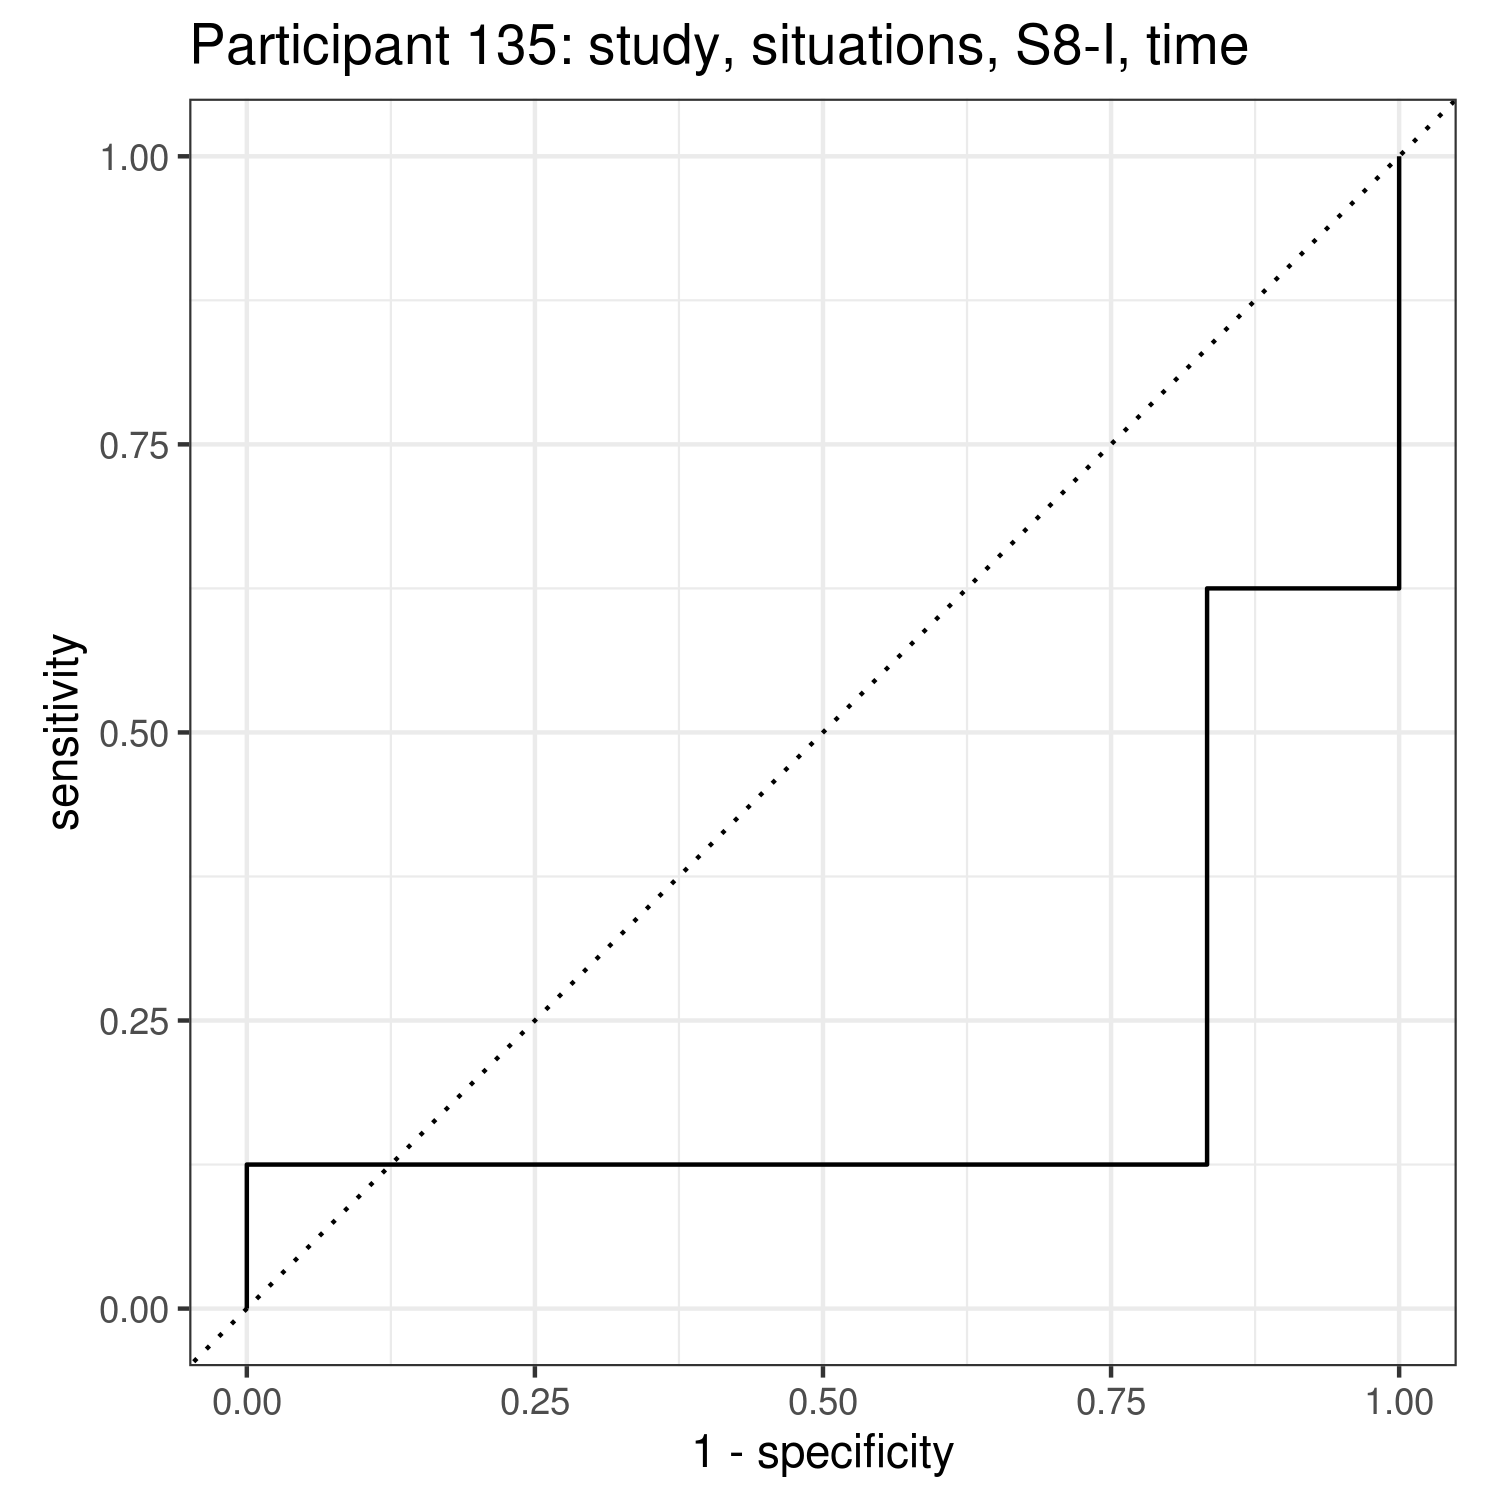 Participant 135: study, situations, S8-I, time
1.00
0.75
0.50
0.25
0.00
sensitivity
0.00 0.25 0.50 0.75 1.00
1 - specificity